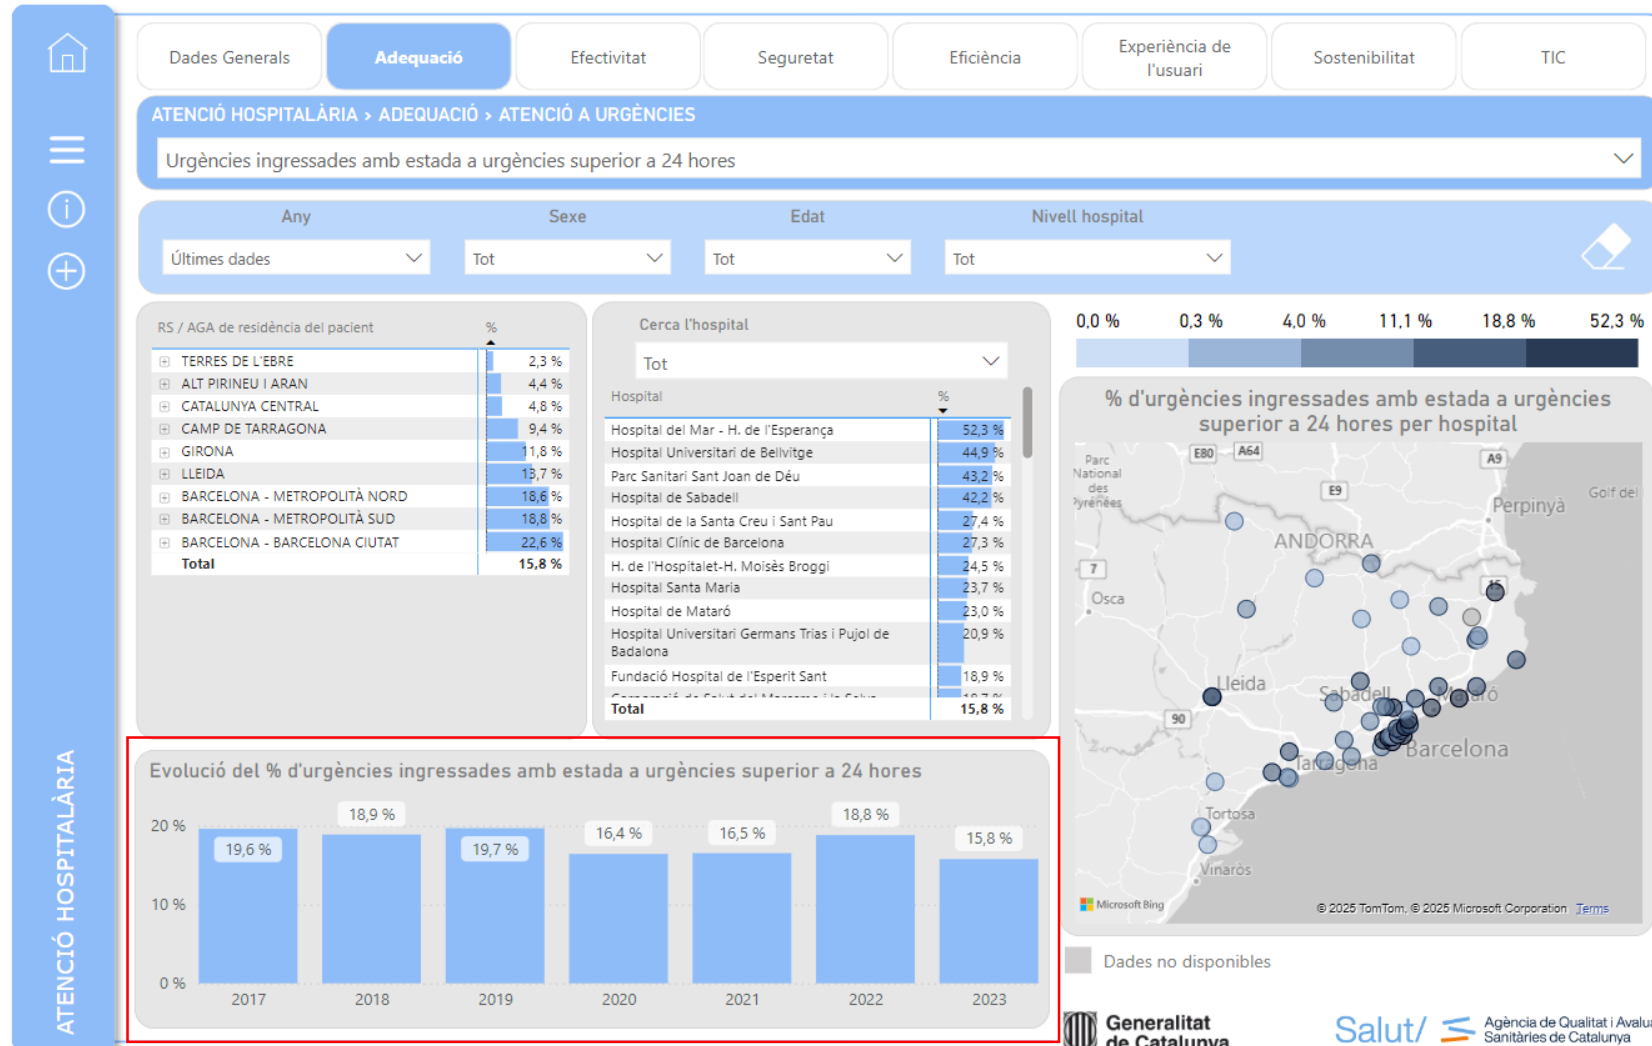 Dades Generals
Adequació
Efectivitat
Seguretat
Eficiència
Experiència de
l'usuari
Sostenibilitat
TIC
ATENCIÓ HOSPITALÀRIA > ADEQUACIÓ > ATENCIÓ A URGÈNCIES
Urgències ingressades amb estada a urgències superior a 24 hores
Any
Sexe
Edat
Nivell hospital
Últimes dades
Tot
Tot
Tot
RS / AGA de residència del pacient %
TERRES DE L'EBRE 2,3 %
ALT PIRINEU I ARAN 4,4 %
CATALUNYA CENTRAL 4,8 %
CAMP DE TARRAGONA 9,4 %
GIRONA 11,8 %
LLEIDA 13,7 %
BARCELONA - METROPOLITÀ NORD 18,6 %
BARCELONA - METROPOLITÀ SUD 18,8 %
BARCELONA - BARCELONA CIUTAT 22,6 %
Total 15,8 %
Cerca l'hospital
Tot
Hospital %
Hospital del Mar - H. de l'Esperança 52,3 %
Hospital Universitari de Bellvitge 44,9 %
Parc Sanitari Sant Joan de Déu 43,2 %
Hospital de Sabadell 42,2 %
Hospital de la Santa Creu i Sant Pau 27,4 %
Hospital Clínic de Barcelona 27,3 %
H. de l'Hospitalet-H. Moisès Broggi 24,5 %
Hospital Santa Maria 23,7 %
Hospital de Mataró 23,0 %
Hospital Universitari Germans Trias i Pujol de 20,9 %
Badalona
Fundació Hospital de l'Esperit Sant 18,9 %
Total 15,8 %
0,0 % 0,3 % 4,0 % 11,1 % 18,8 % 52,3 %
% d'urgències ingressades amb estada a urgències
superior a 24 hores per hospital
Parc
National
des
Pyrénées
E80
A64
A9
E9
Perpinyà
Golf del
ANDORRA
7
15
Osca
Lleida
Sabadell
Mataró
90
Barcelona
Tarragona
Tortosa
Vinaròs
Microsoft Bing
© 2025 TomTom, © 2025 Microsoft Corporation Terms
Dades no disponibles
Evolució del % d'urgències ingressades amb estada a urgències superior a 24 hores
20 %
10 %
0 %
19,6 %
18,9 %
19,7 %
16,4 %
16,5 %
18,8 %
15,8 %
2017 2018 2019 2020 2021 2022 2023
ATENCIÓ HOSPITALÀRIA
Generalitat
de Catalunya
Salut/
Agència de Qualitat i Avalua
Sanitàries de Catalunya